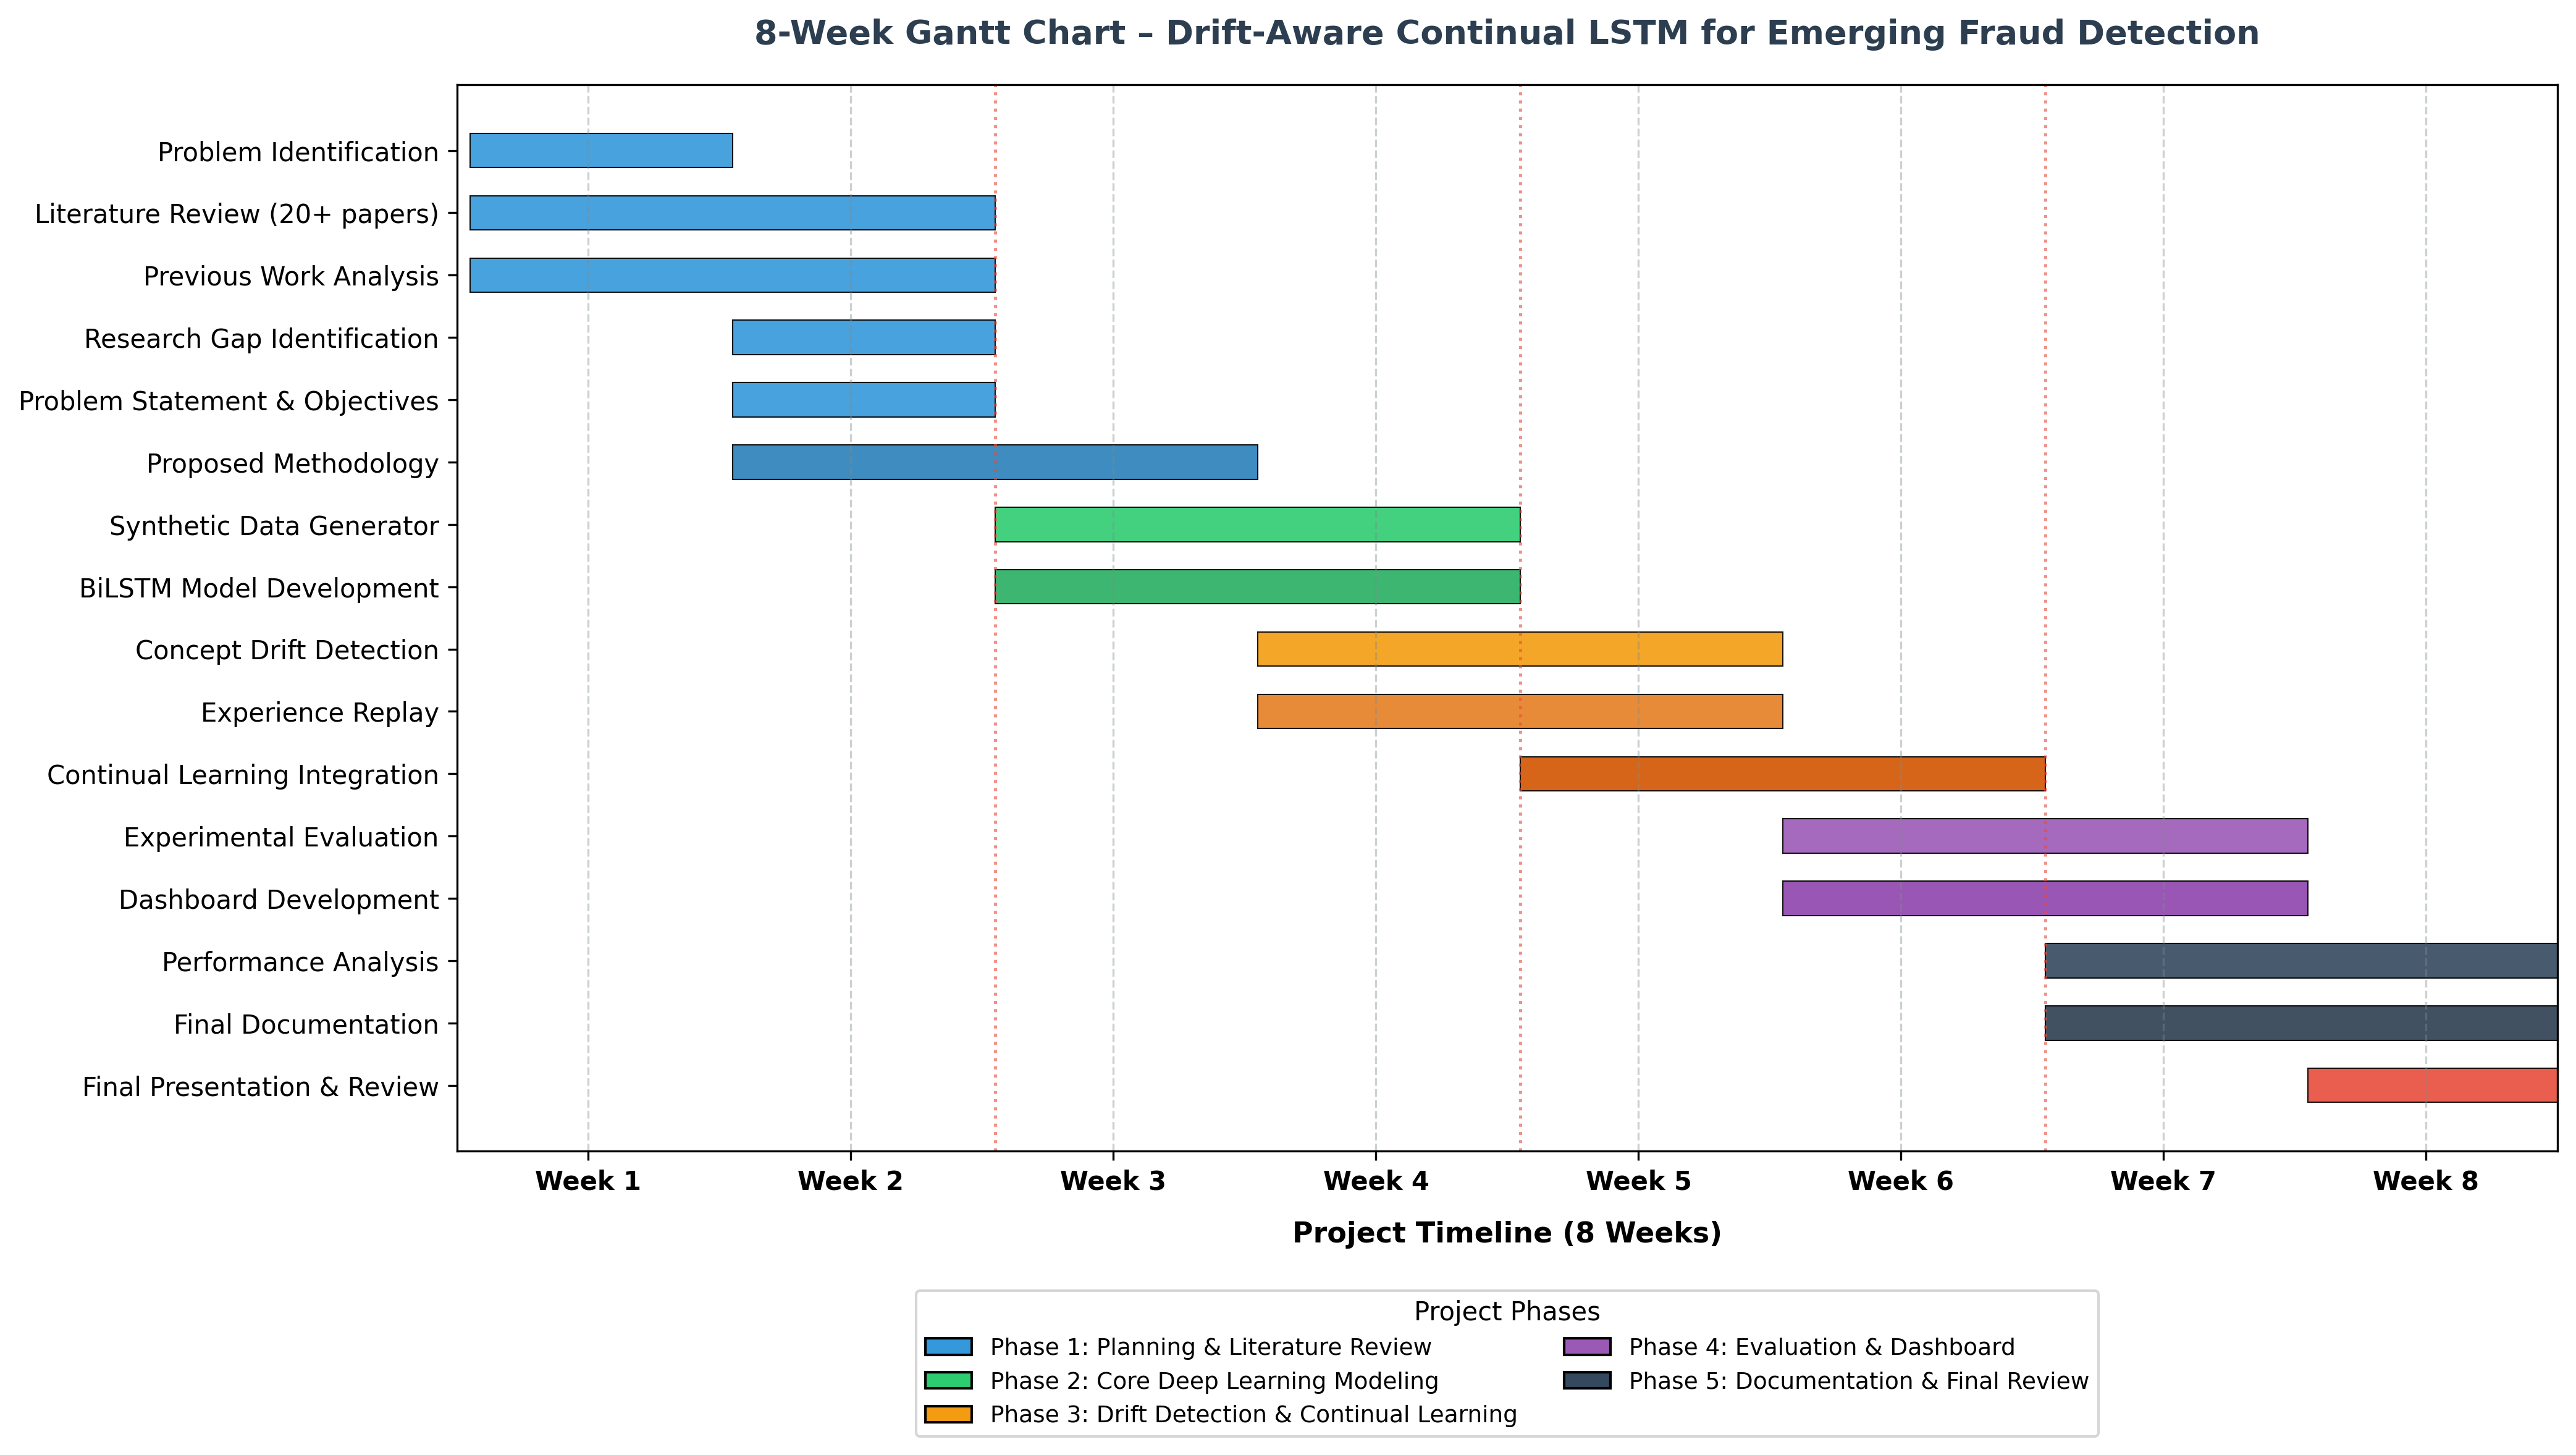 8-Week Gantt Chart – Drift-Aware Continual LSTM for Emerging Fraud Detection
Problem Identification
Literature Review (20+ papers)
Previous Work Analysis
Research Gap Identification
Problem Statement & Objectives
Proposed Methodology
Synthetic Data Generator
BiLSTM Model Development
Concept Drift Detection
Experience Replay
Continual Learning Integration
Experimental Evaluation
Dashboard Development
Performance Analysis
Final Documentation
Final Presentation & Review
Week 1 Week 2 Week 3 Week 4 Week 5 Week 6 Week 7 Week 8
Project Timeline (8 Weeks)
Project Phases
Phase 1: Planning & Literature Review
Phase 2: Core Deep Learning Modeling
Phase 3: Drift Detection & Continual Learning
Phase 4: Evaluation & Dashboard
Phase 5: Documentation & Final Review